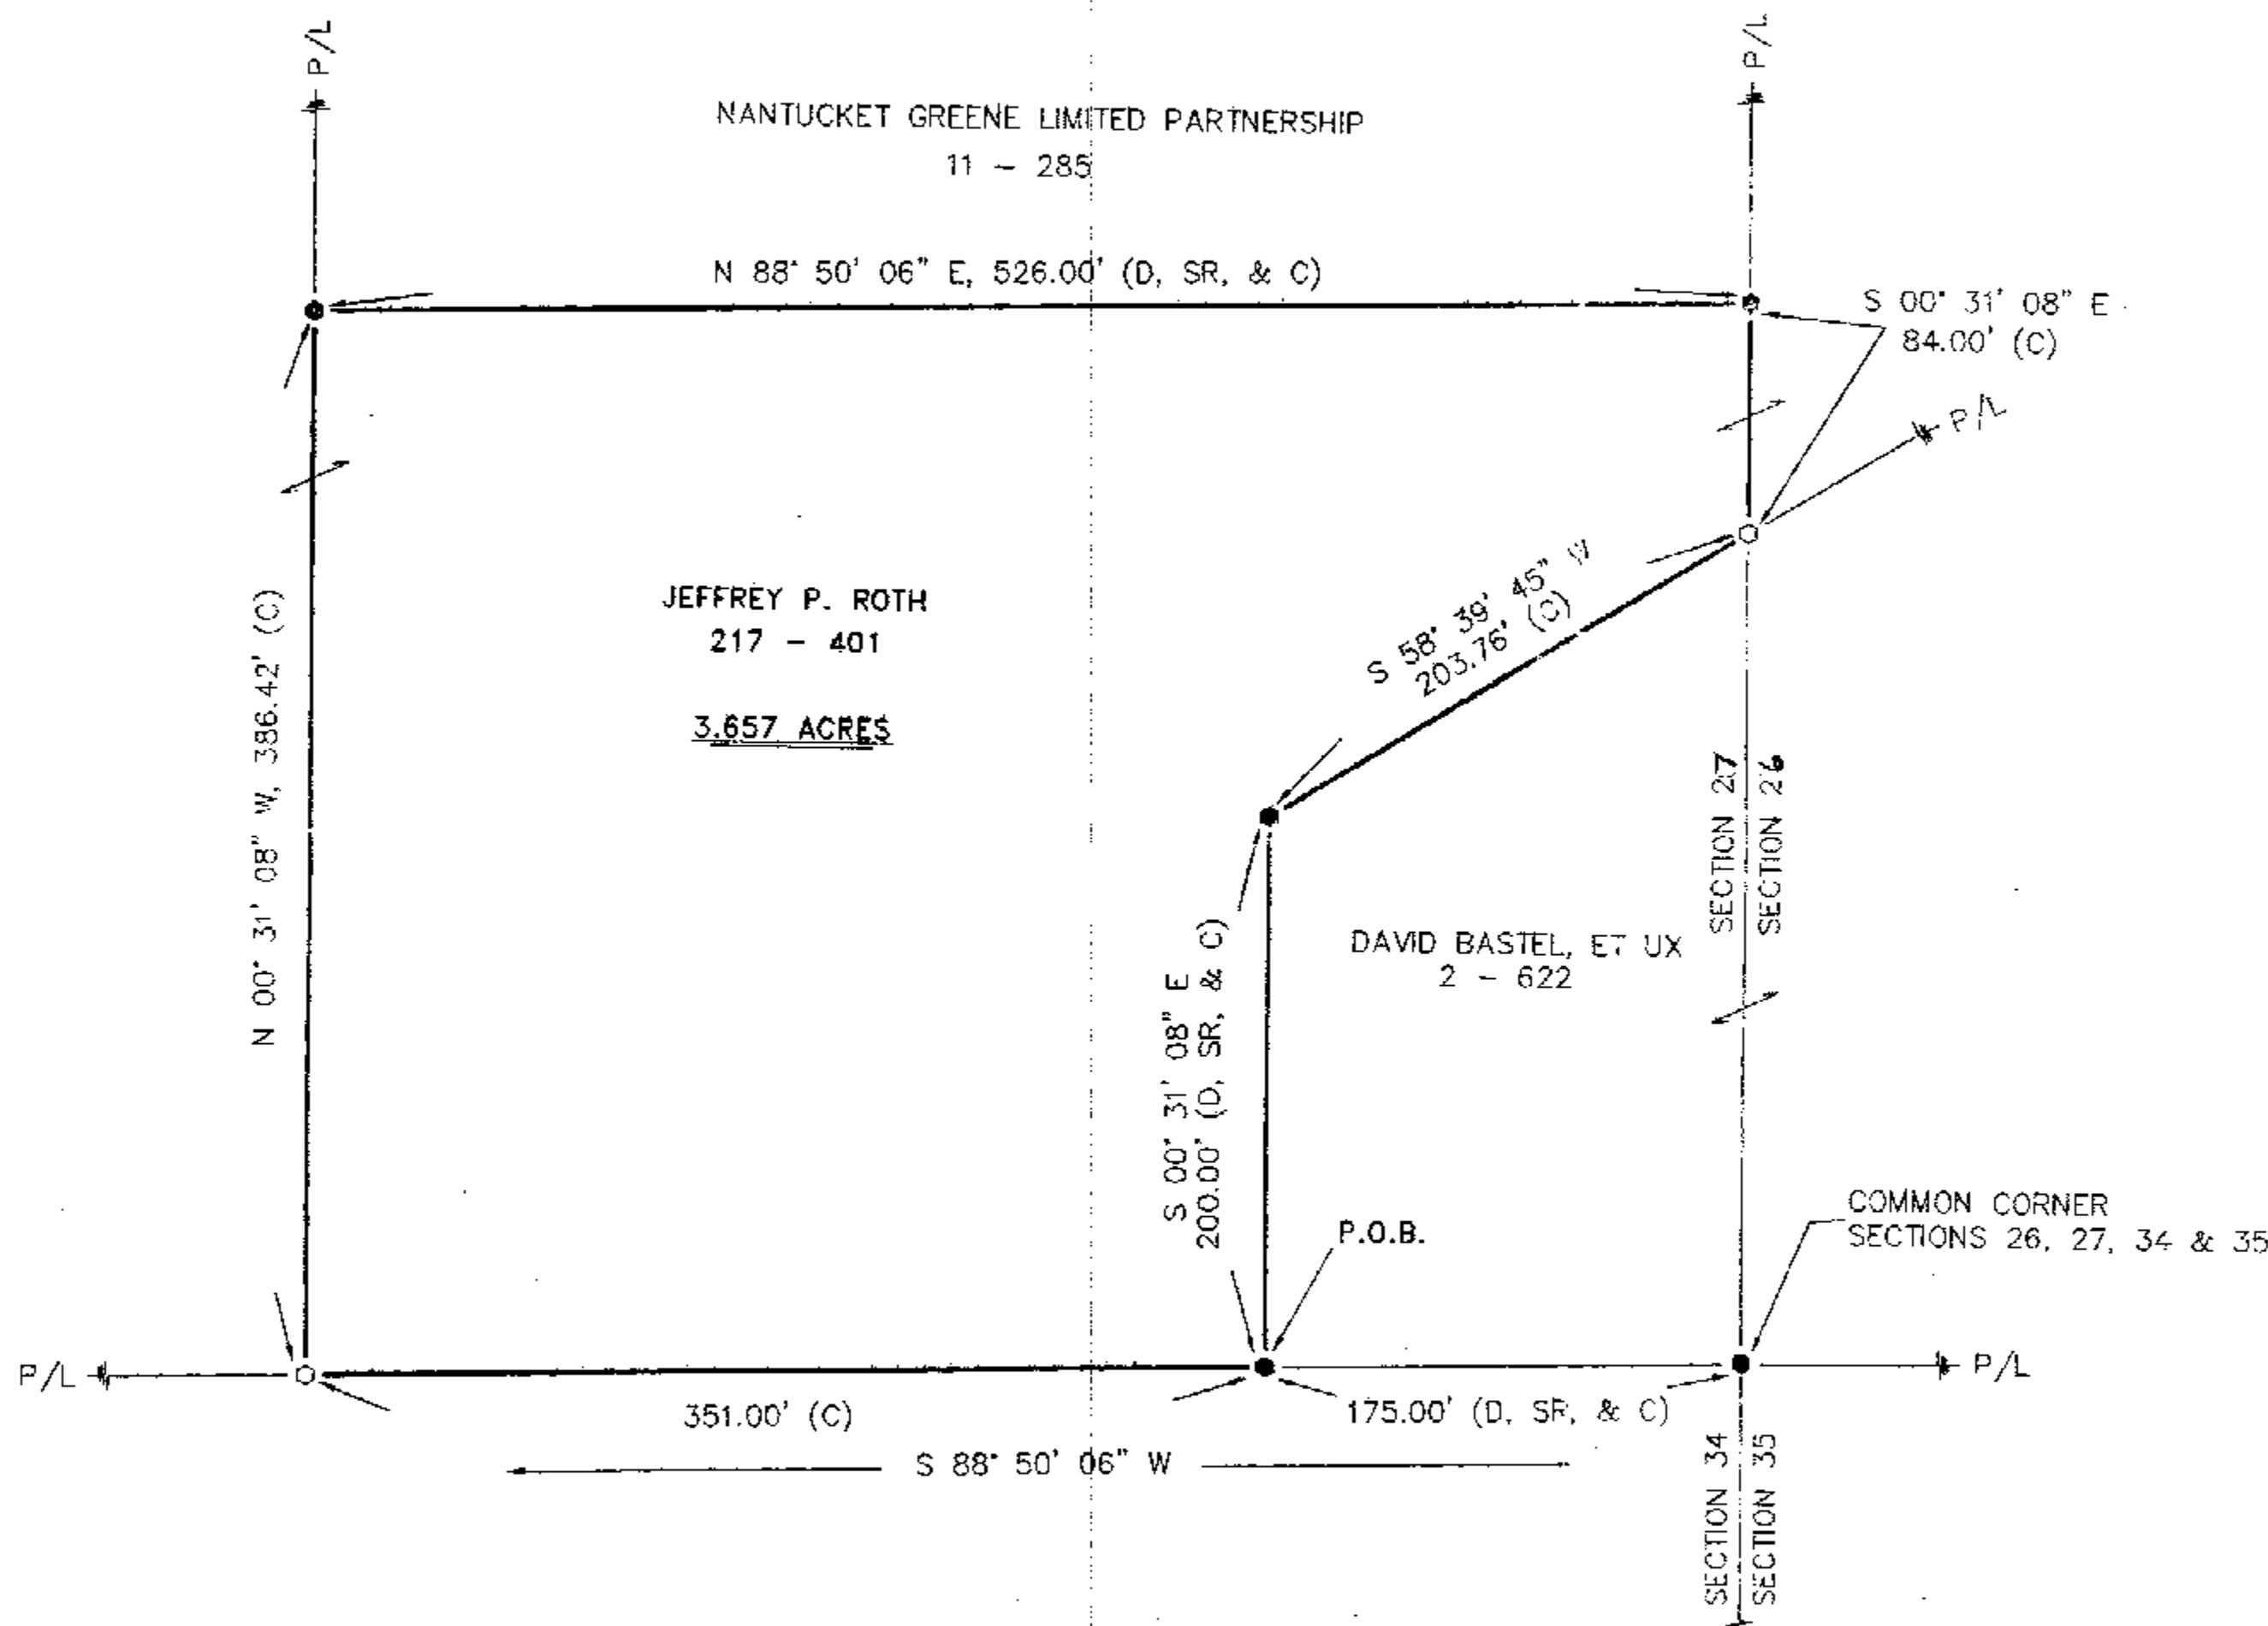 P/L
P/L
NANTUCKET GREENE LIMITED PARTNERSHIP
11 - 285
N 88° 50' 06" E, 526.00' (D, SR, & C)
S 00° 31' 08" E
84.00' (C)
P/L
S 58° 39' 45" W
203.76' (C)
JEFFREY P. ROTH
217 - 401
3.657 ACRES
N 00° 31' 08" W, 386.42' (C)
SECTION 27
SECTION 26
DAVID BASTEL, ET UX
2 - 622
S 00° 31' 08" E
200.00' (D, SR, & C)
P.O.B.
COMMON CORNER
SECTIONS 26, 27, 34 & 35
P/L
P/L
351.00' (C)
175.00' (D, SR, & C)
S 88° 50' 06" W
SECTION 34
SECTION 35